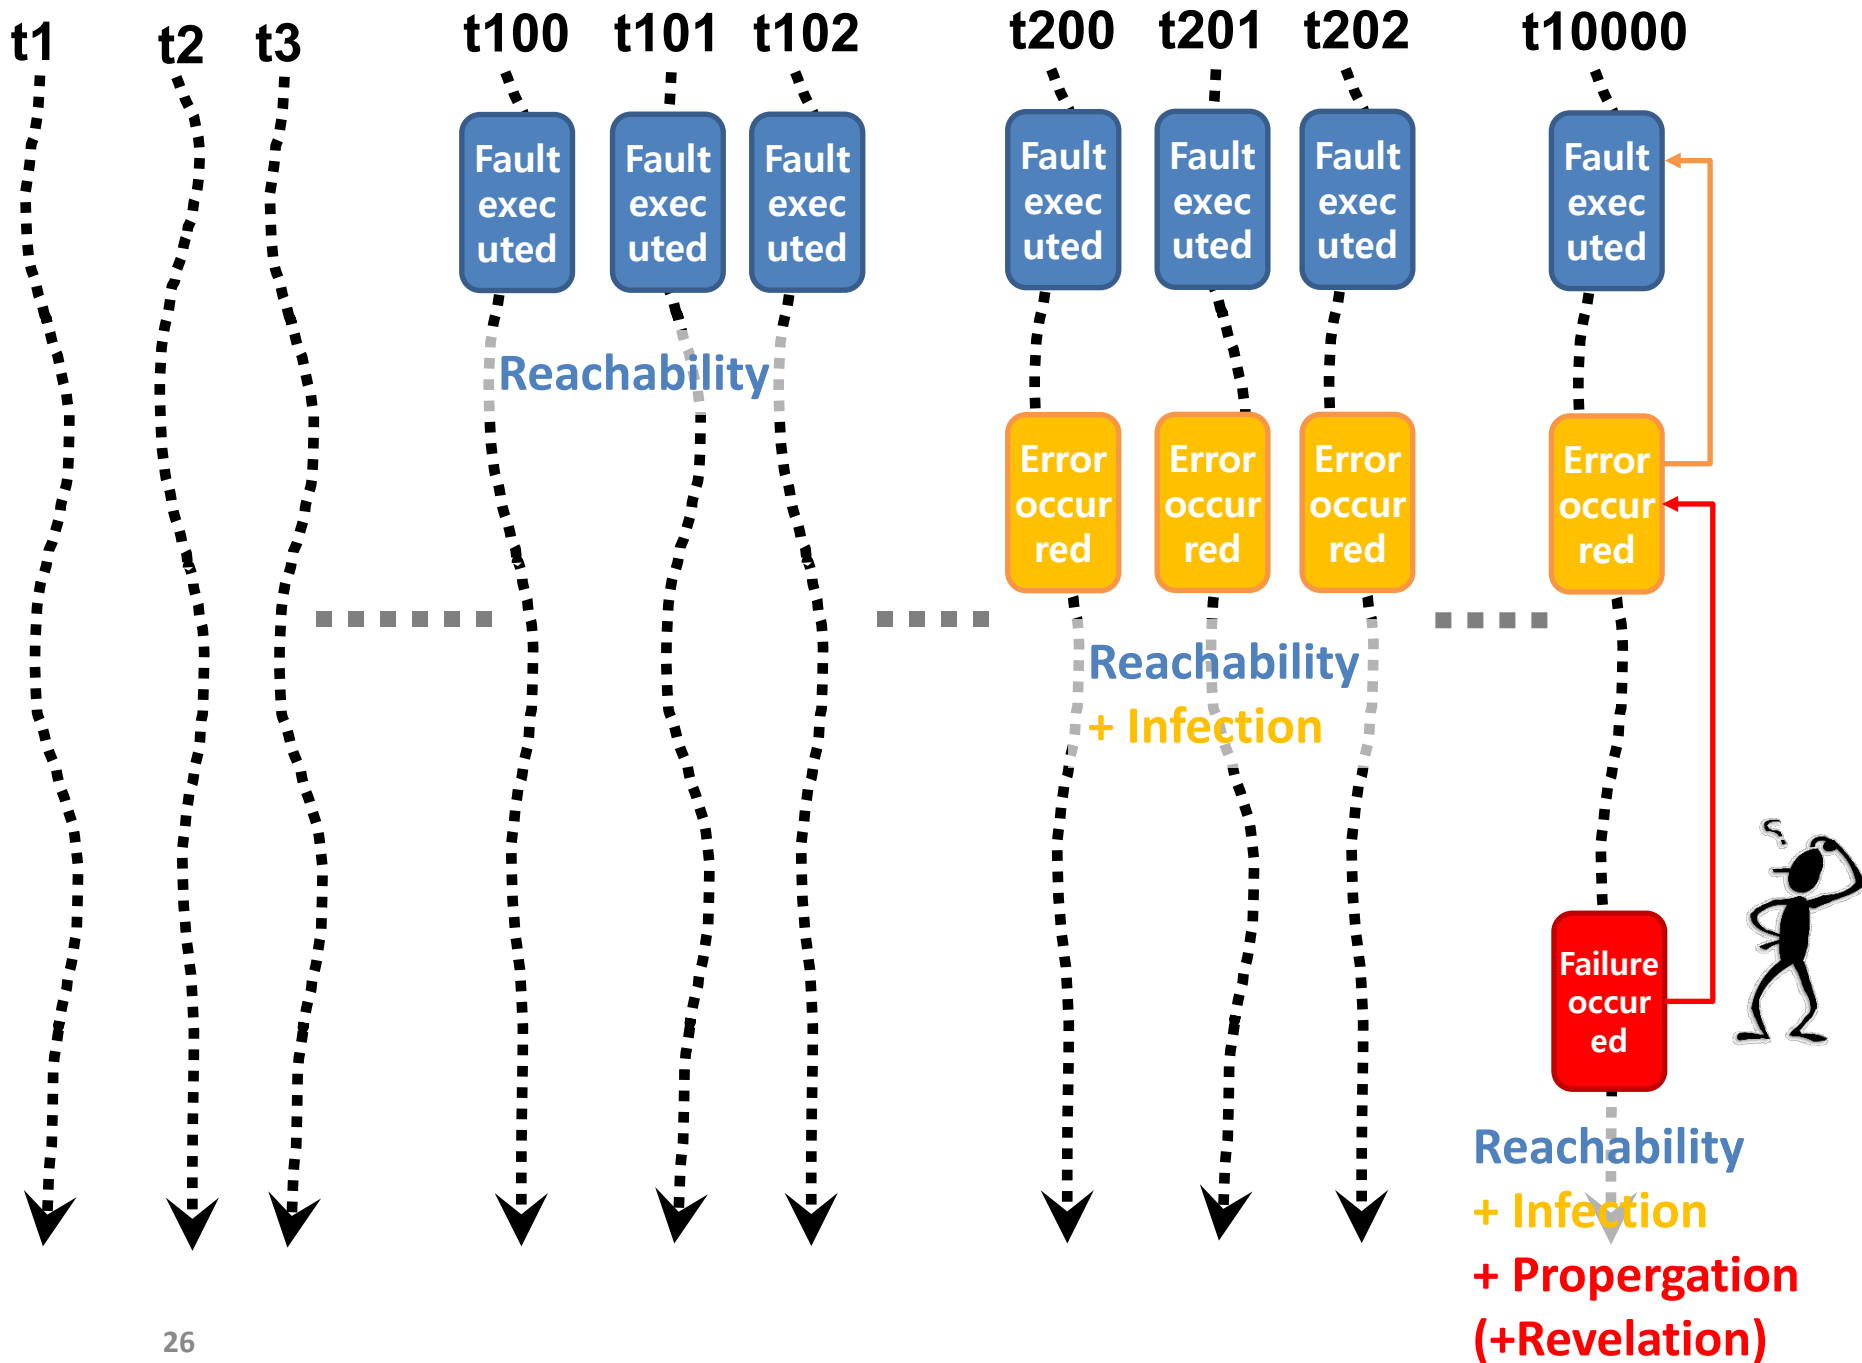 t1 t2 t3 t100 t101 t102 t200 t201 t202 t10000
Fault
exec
uted
Fault
exec
uted
Fault
exec
uted
Fault
exec
uted
Fault
exec
uted
Fault
exec
uted
Fault
exec
uted
Reachability
Error
occur
red
Error
occur
red
Error
occur
red
Error
occur
red
Reachability
+ Infection
Failure
occur
ed
Reachability
+ Infection
+ Propergation
(+Revelation)
26